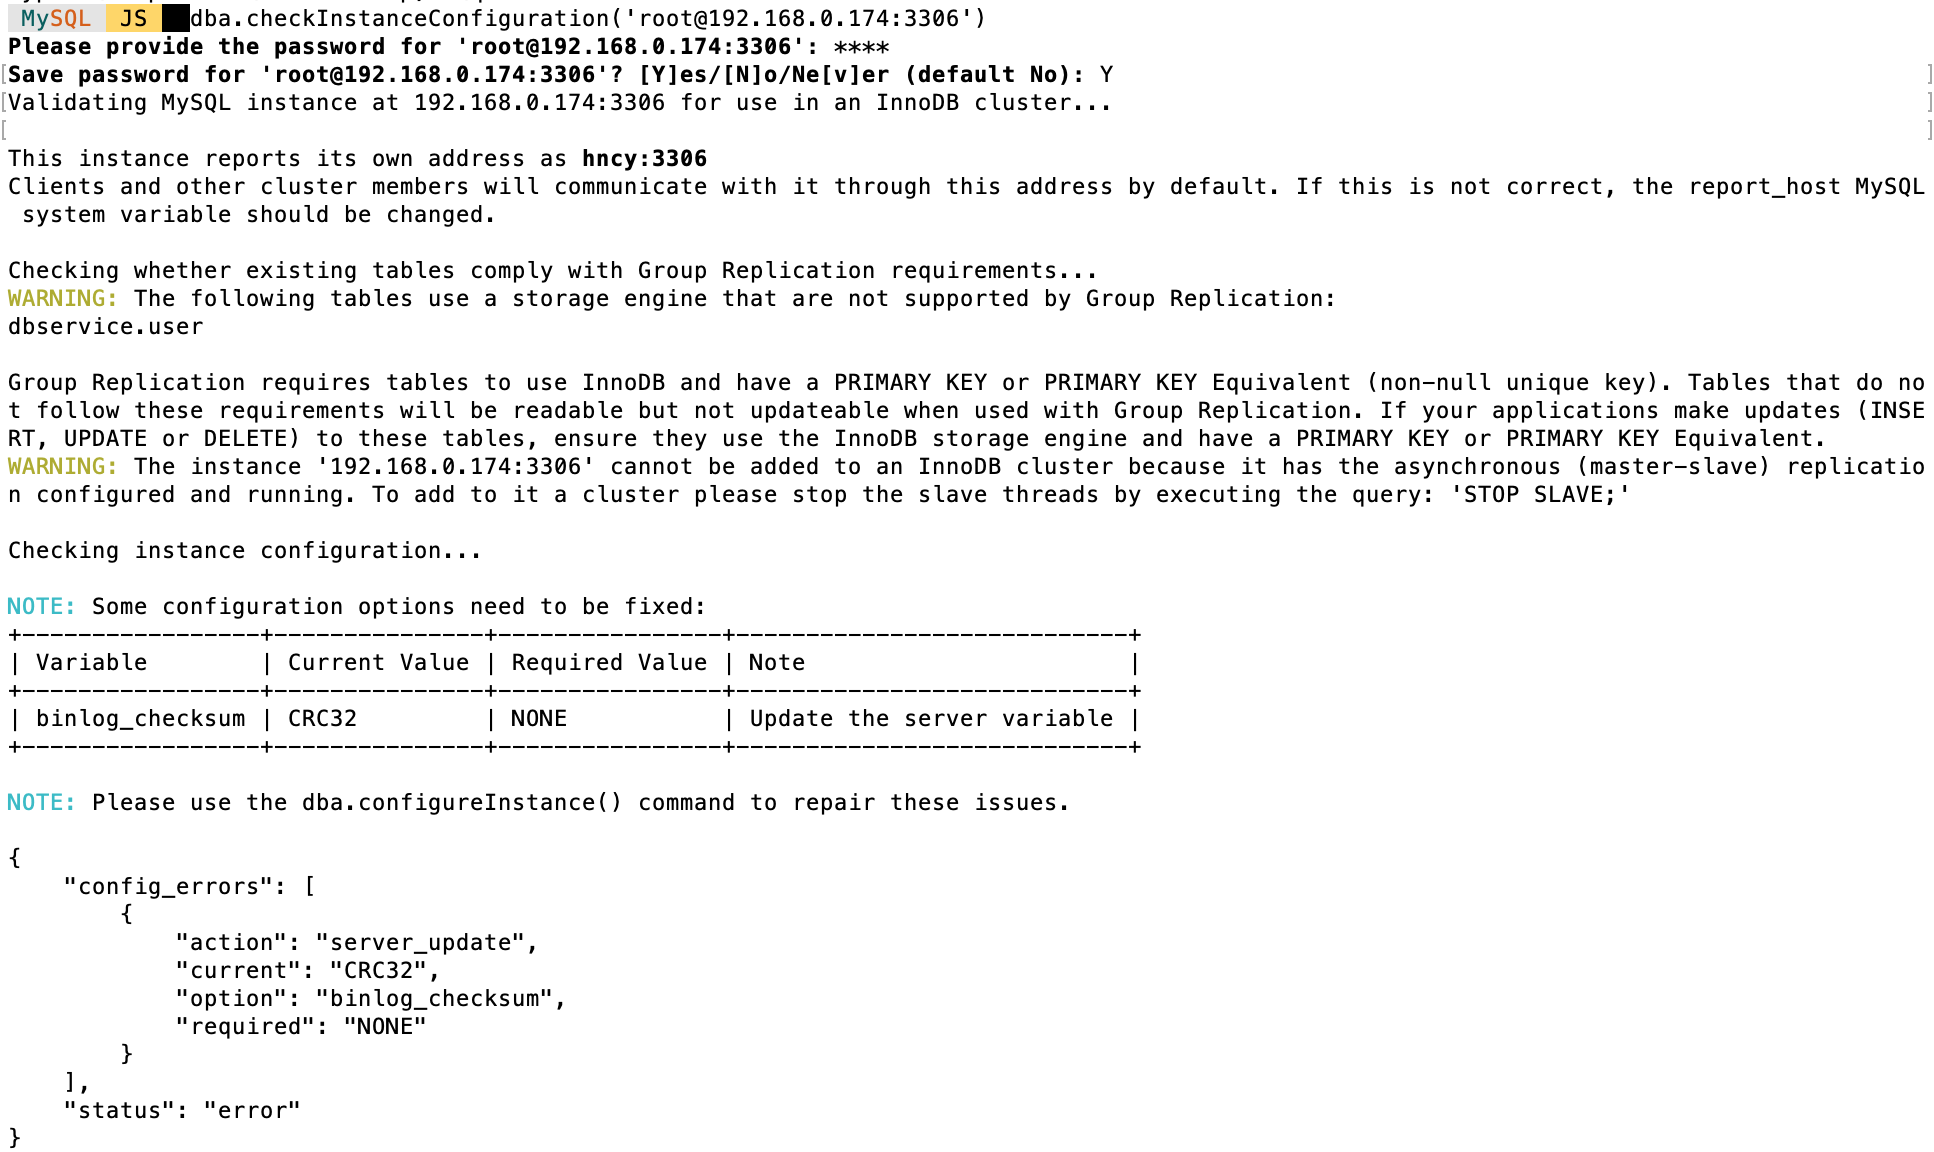 MySQL JS dba.checkInstanceConfiguration('root@192.168.0.174:3306')
Please provide the password for 'root@192.168.0.174:3306': ****
[Save password for 'root@192.168.0.174:3306'? [Y]es/[N]o/Ne[v]er (default No): Y ]
[Validating MySQL instance at 192.168.0.174:3306 for use in an InnoDB cluster... ]
[ ]
This instance reports its own address as hncy:3306
Clients and other cluster members will communicate with it through this address by default. If this is not correct, the report_host MySQL
system variable should be changed.
Checking whether existing tables comply with Group Replication requirements...
WARNING: The following tables use a storage engine that are not supported by Group Replication:
dbservice.user
Group Replication requires tables to use InnoDB and have a PRIMARY KEY or PRIMARY KEY Equivalent (non-null unique key). Tables that do no
t follow these requirements will be readable but not updateable when used with Group Replication. If your applications make updates (INSE
RT, UPDATE or DELETE) to these tables, ensure they use the InnoDB storage engine and have a PRIMARY KEY or PRIMARY KEY Equivalent.
WARNING: The instance '192.168.0.174:3306' cannot be added to an InnoDB cluster because it has the asynchronous (master-slave) replicatio
n configured and running. To add to it a cluster please stop the slave threads by executing the query: 'STOP SLAVE;'
Checking instance configuration...
NOTE: Some configuration options need to be fixed:
+-----------------+---------------+----------------+----------------------------+
| Variable        | Current Value | Required Value | Note                       |
+-----------------+---------------+----------------+----------------------------+
| binlog_checksum | CRC32         | NONE           | Update the server variable |
+-----------------+---------------+----------------+----------------------------+
NOTE: Please use the dba.configureInstance() command to repair these issues.
{
    "config_errors": [
        {
            "action": "server_update",
            "current": "CRC32",
            "option": "binlog_checksum",
            "required": "NONE"
        }
    ],
    "status": "error"
}